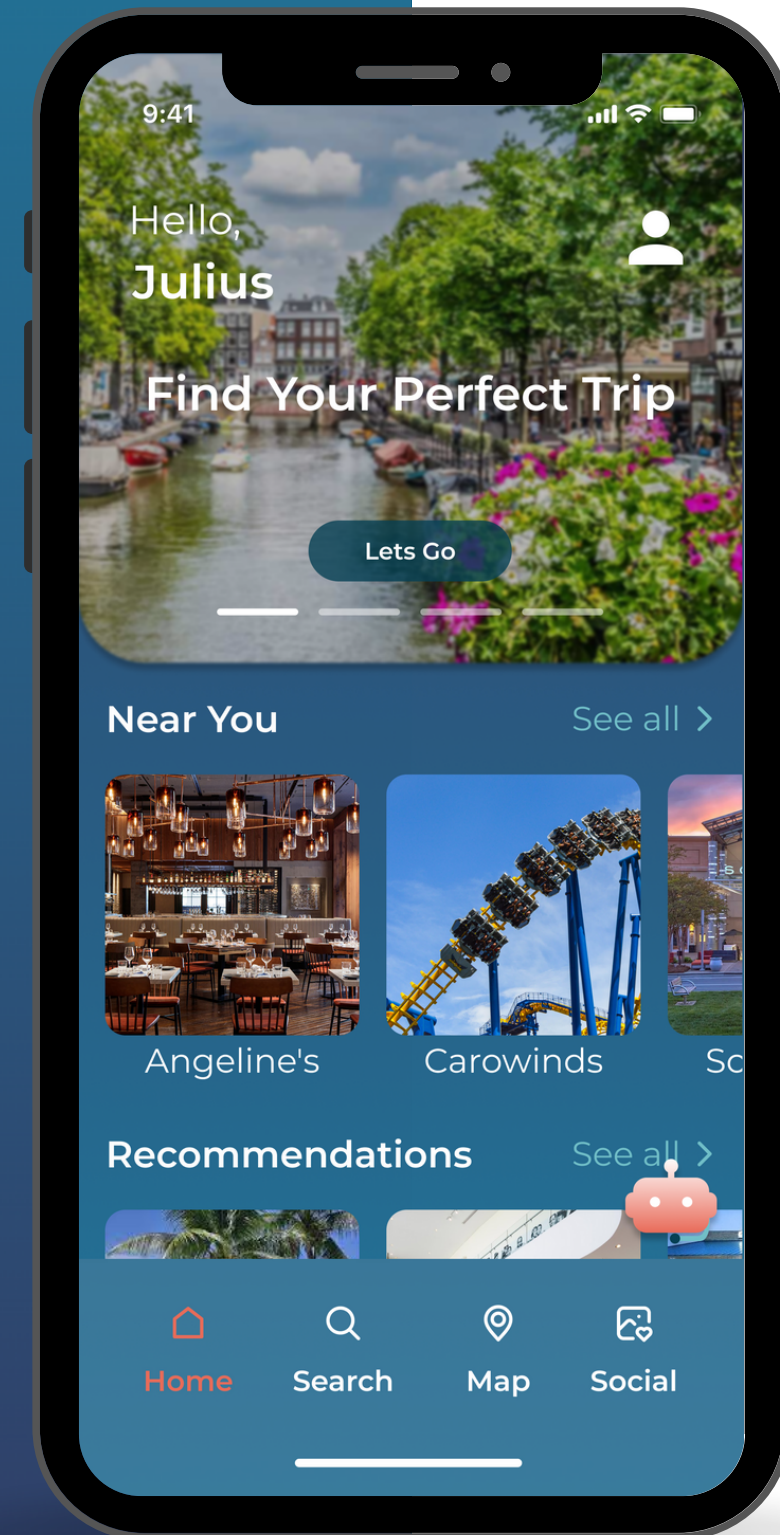 9:41
Hello,
Julius
Find Your Perfect Trip
Lets Go
Near You
See all
Angeline's
Carowinds
So
Recommendations
See all
Home
Search
Map
Social